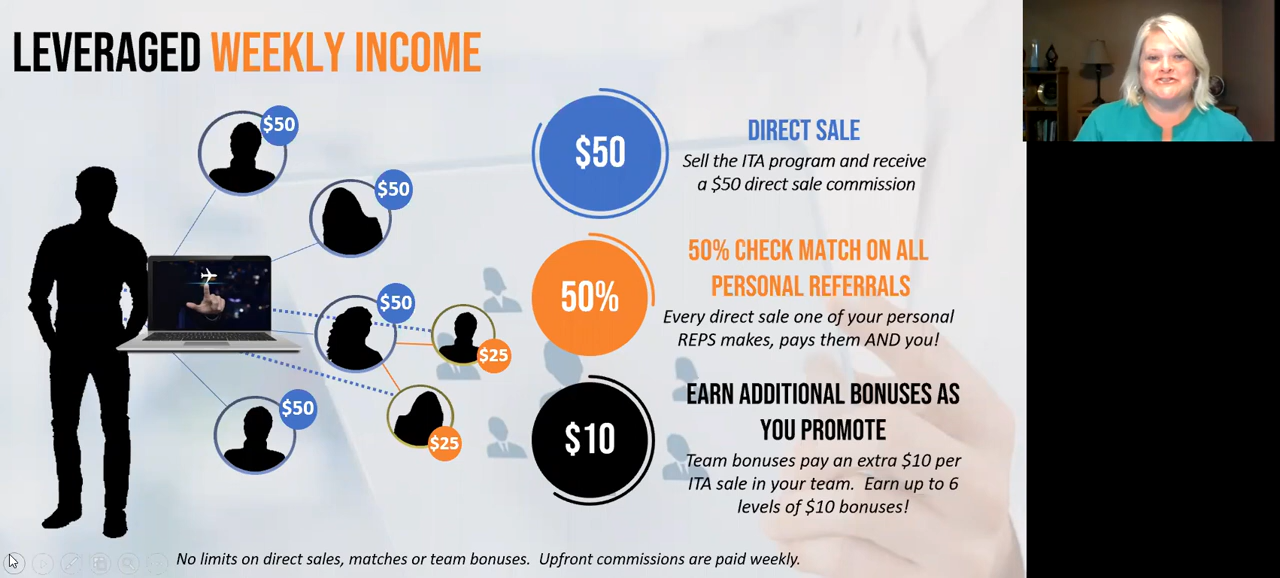 LEVERAGED WEEKLY INCOME
$50
$50
$50
$25
$25
$50
$50
DIRECT SALE
Sell the ITA program and receive
a $50 direct sale commission
50%
50% CHECK MATCH ON ALL
PERSONAL REFERRALS
Every direct sale one of your personal
REPS makes, pays them AND you!
$10
EARN ADDITIONAL BONUSES AS
YOU PROMOTE
Team bonuses pay an extra $10 per
ITA sale in your team. Earn up to 6
levels of $10 bonuses!
No limits on direct sales, matches or team bonuses. Upfront commissions are paid weekly.